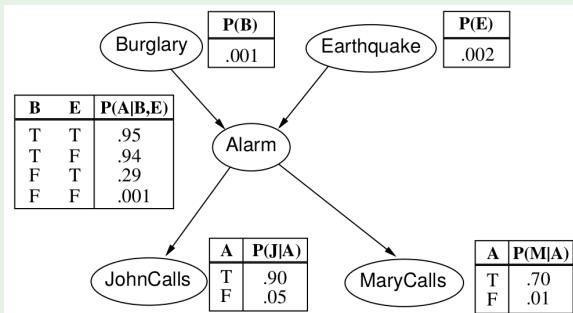 Burglary
P(B)
.001
Earthquake
P(E)
.002
B E P(A|B,E)
T T .95
T F .94
F T .29
F F .001
Alarm
JohnCalls
A P(J|A)
T .90
F .05
MaryCalls
A P(M|A)
T .70
F .01